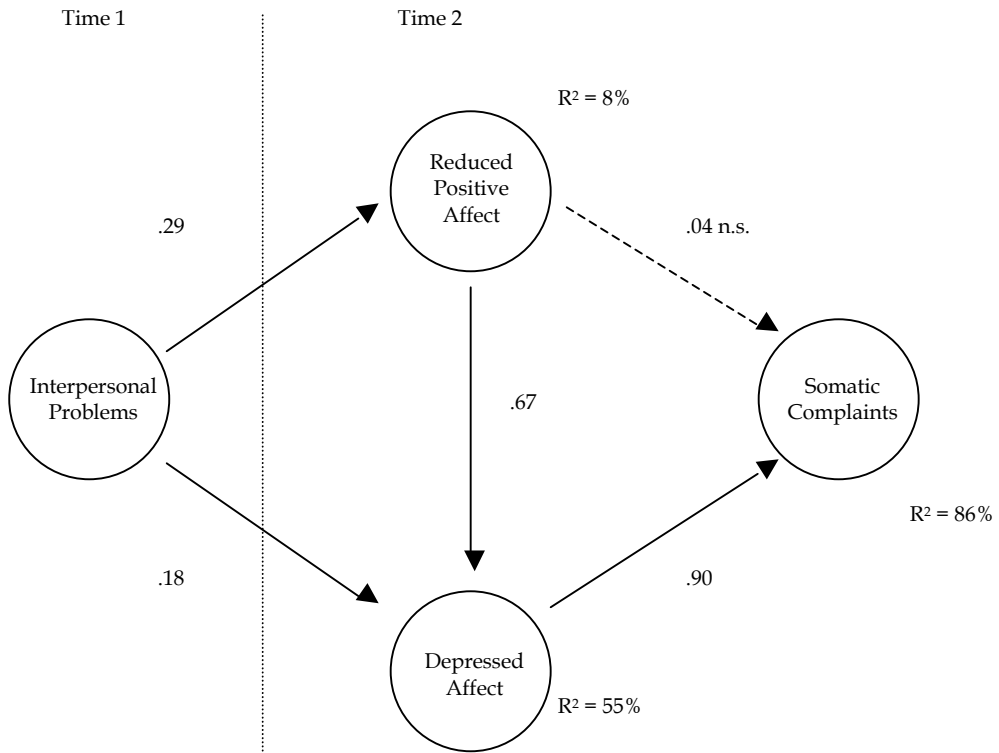 Time 1
Time 2
R² = 8%
Reduced
Positive
Affect
.29
.04 n.s.
Interpersonal
Problems
.67
Somatic
Complaints
R² = 86%
.18
.90
Depressed
Affect
R² = 55%